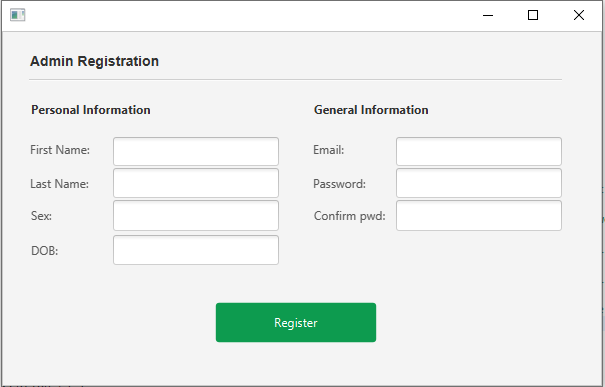 Admin Registration
Personal Information
First Name:
Last Name:
Sex:
DOB:
General Information
Email:
Password:
Confirm pwd:
Register